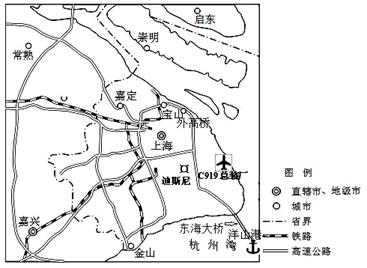 启东
崇明
常熟
嘉定
宝山
外高桥
上海
迪斯尼
C919总装
嘉兴
东海大桥
洋山港
杭州湾
金山
图 例
直辖市、地级市
城市
省界
铁路
高速公路